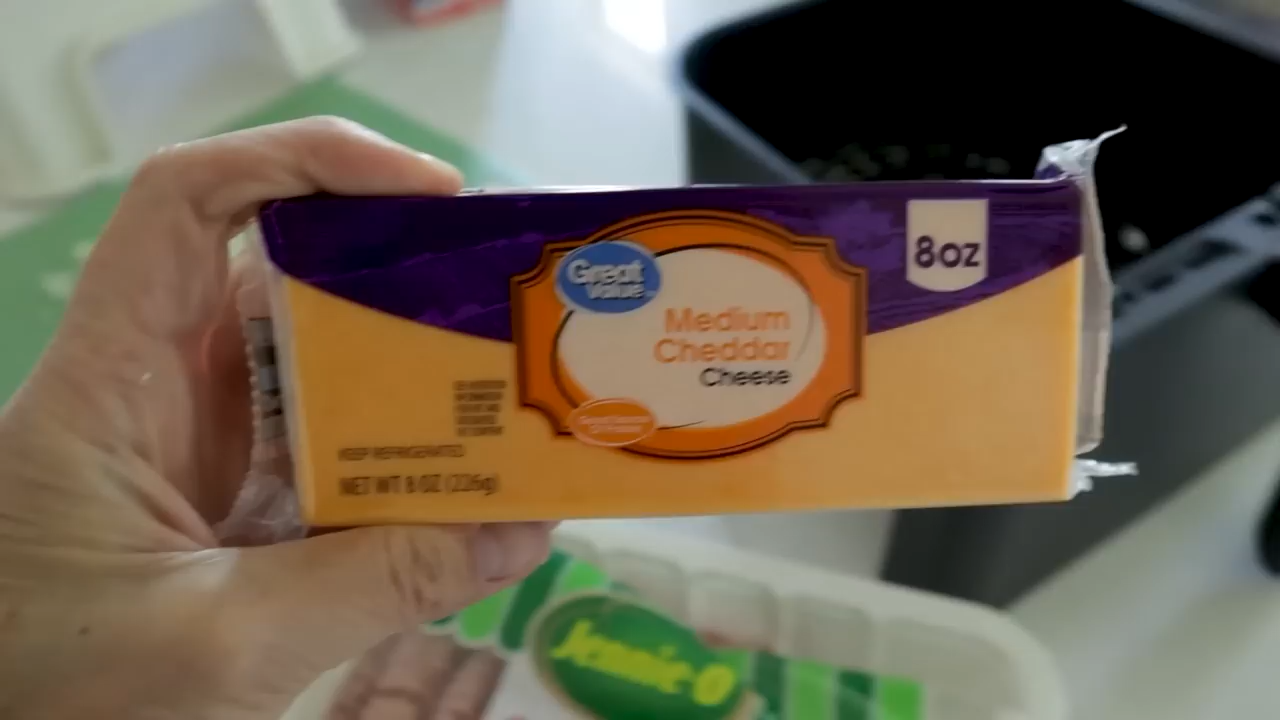 Great
Value
8oz
Medium
Cheddar
Cheese
KEEP REFRIGERATED
NET WT 8 OZ (226g)
Jennie-O